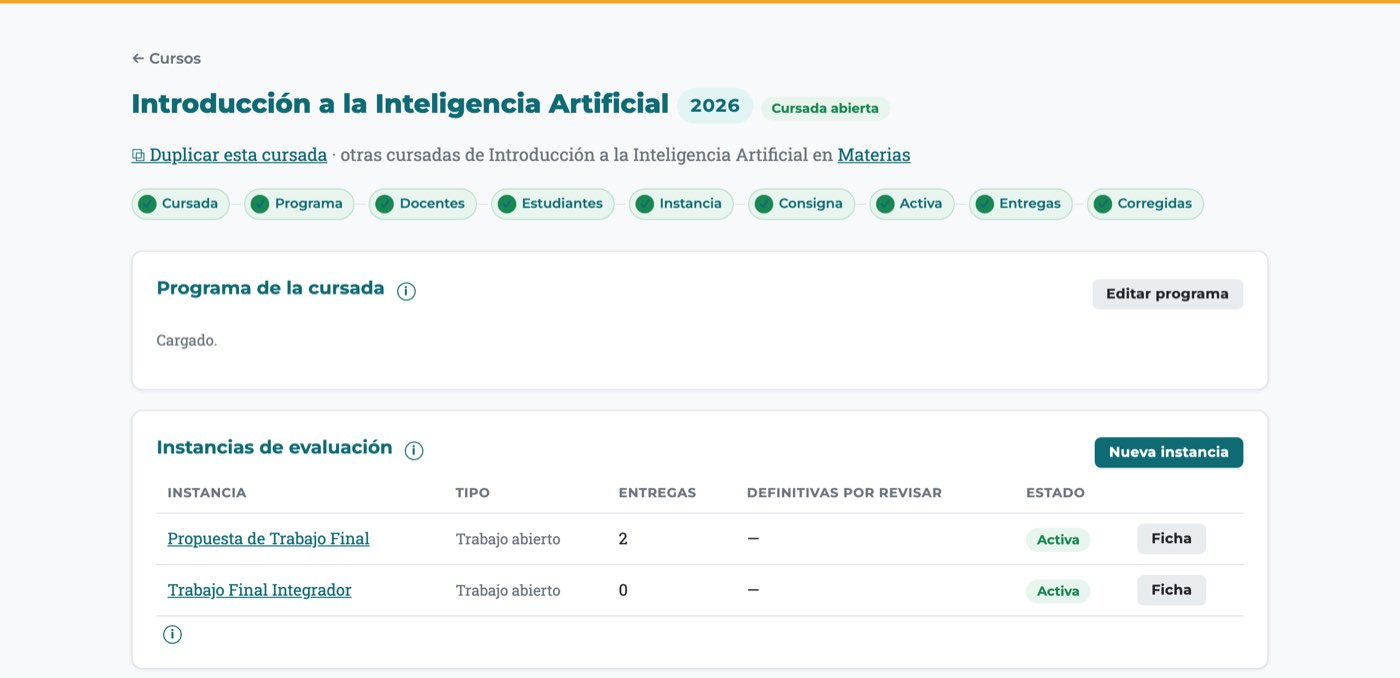 ← Cursos
Introducción a la Inteligencia Artificial 2026 Cursada abierta
Duplicar esta cursada · otras cursadas de Introducción a la Inteligencia Artificial en Materias
Cursada Programa Docentes Estudiantes Instancia Consigna Activa Entregas Corregidas
Programa de la cursada
Editar programa
Cargado.
Instancias de evaluación
Nueva instancia
INSTANCIA TIPO ENTREGAS DEFINITIVAS POR REVISAR ESTADO
Propuesta de Trabajo Final Trabajo abierto 2 — Activa Ficha
Trabajo Final Integrador Trabajo abierto 0 — Activa Ficha